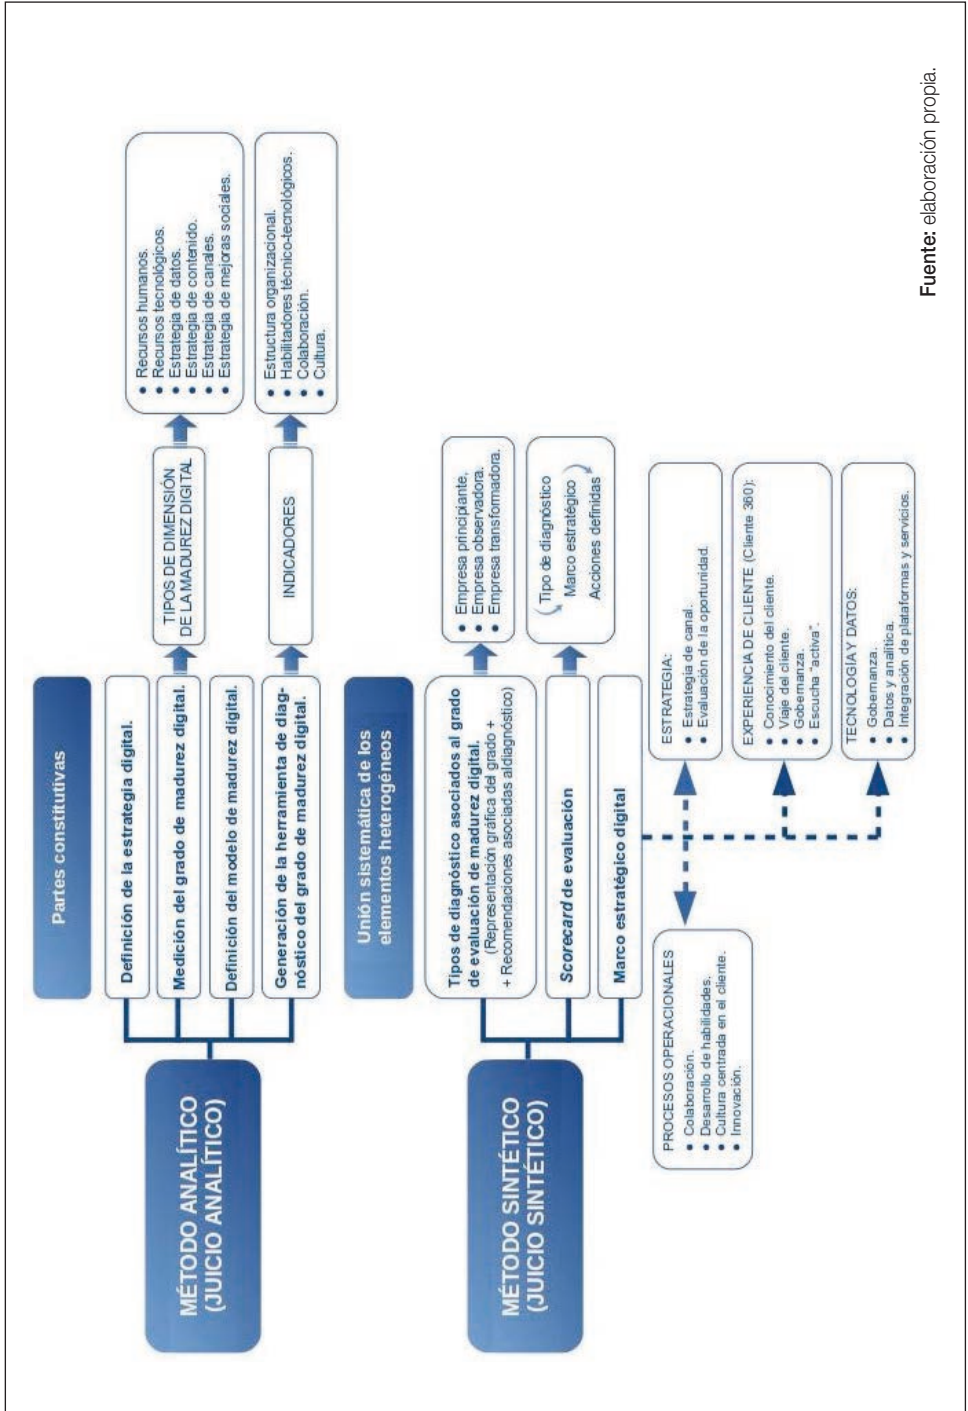 MÉTODO ANALÍTICO
(JUICIO ANALÍTICO)
Partes constitutivas
Definición de la estrategia digital.
Medición del grado de madurez digital.
TIPOS DE DIMENSIÓN
DE LA MADUREZ DIGITAL
• Recursos humanos.
• Recursos tecnológicos.
• Estrategia de datos.
• Estrategia de contenido.
• Estrategia de canales.
• Estrategia de mejoras sociales.
Definición del modelo de madurez digital.
Generación de la herramienta de diag-
nóstico del grado de madurez digital.
INDICADORES
• Estructura organizacional.
• Habilitadores técnico-tecnológicos.
• Colaboración.
• Cultura.
MÉTODO SINTÉTICO
(JUICIO SINTÉTICO)
Unión sistemática de los
elementos heterogéneos
Tipos de diagnóstico asociados al grado
de evaluación de madurez digital.
(Representación gráfica del grado +
+ Recomendaciones asociadas aldiagnóstico)
• Empresa principiante.
• Empresa observadora.
• Empresa transformadora.
Scorecard de evaluación
Tipo de diagnóstico
Marco estratégico
Acciones definidas
Marco estratégico digital
PROCESOS OPERACIONALES
• Colaboración.
• Desarrollo de habilidades.
• Cultura centrada en el cliente.
• Innovación.
ESTRATEGIA:
• Estrategia de canal.
• Evaluación de la oportunidad.
EXPERIENCIA DE CLIENTE (Cliente 360):
• Conocimiento del cliente.
• Viaje del cliente.
• Gobernanza.
• Escucha "activa".
TECNOLOGIA Y DATOS:
• Gobernanza.
• Datos y analítica.
• Integración de plataformas y servicios.
Fuente: elaboración propia.